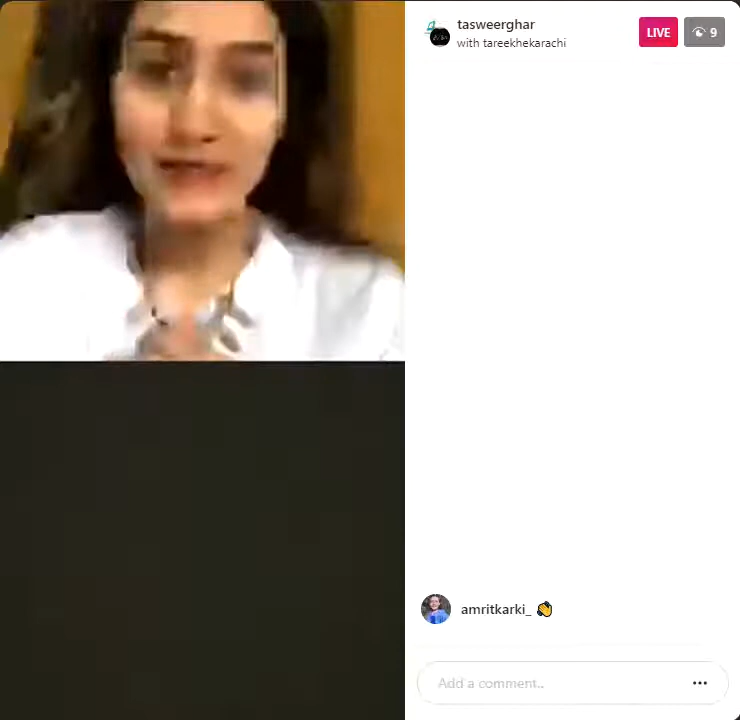 tasweerghar
with tareekhekarachi
LIVE
9
amritkarki_
Add a comment..